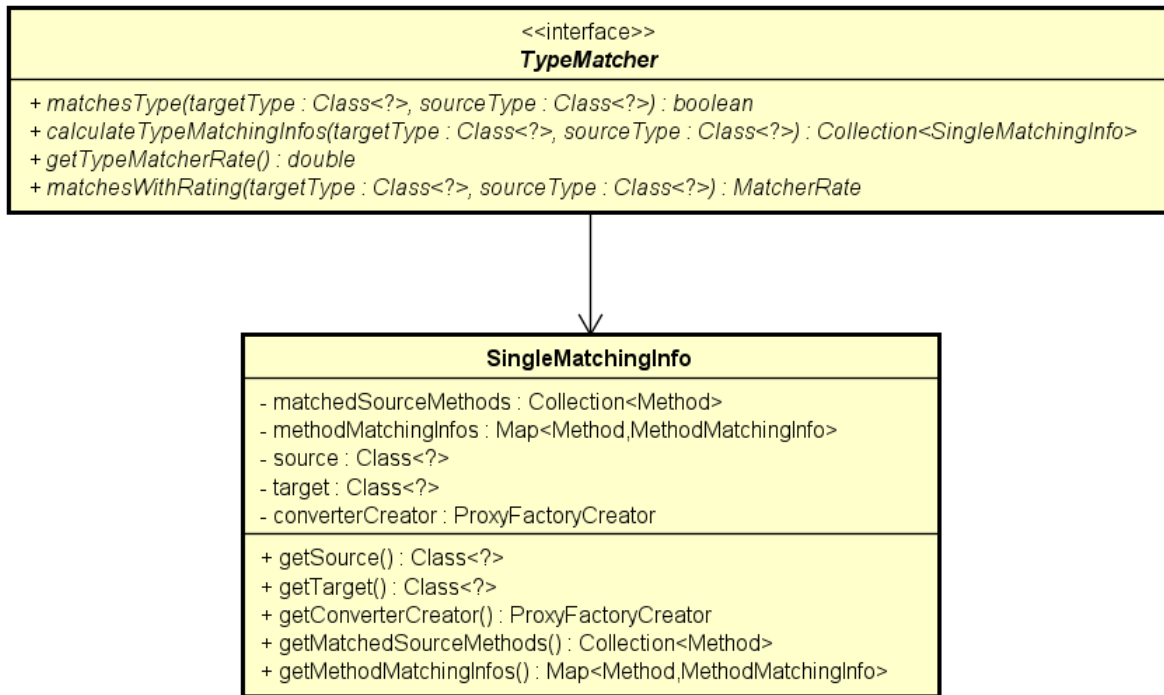 <<interface>>
TypeMatcher
+ matchesType(targetType : Class<?>, sourceType : Class<?>) : boolean
+ calculateTypeMatchingInfos(targetType : Class<?>, sourceType : Class<?>) : Collection<SingleMatchingInfo>
+ getTypeMatcherRate() : double
+ matchesWithRating(targetType : Class<?>, sourceType : Class<?>) : MatcherRate
SingleMatchingInfo
- matchedSourceMethods : Collection<Method>
- methodMatchingInfos : Map<Method,MethodMatchingInfo>
- source : Class<?>
- target : Class<?>
- converterCreator : ProxyFactoryCreator
+ getSource() : Class<?>
+ getTarget() : Class<?>
+ getConverterCreator() : ProxyFactoryCreator
+ getMatchedSourceMethods() : Collection<Method>
+ getMethodMatchingInfos() : Map<Method,MethodMatchingInfo>